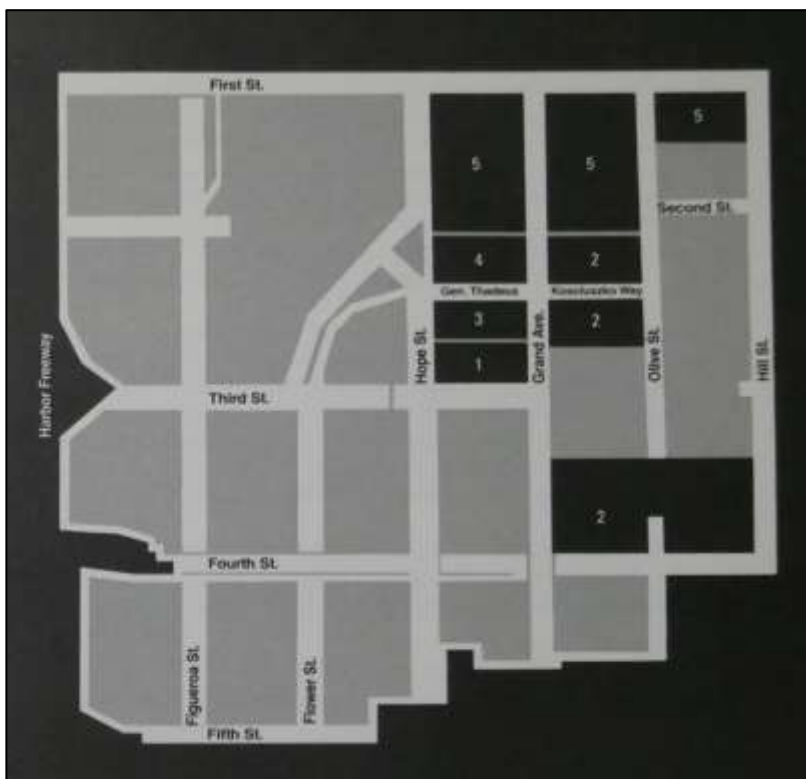 First St.
5
5
5
Second St.
4
2
Gen. Thadeus
Kosciuszko Way
3
2
1
Hope St.
Grand Ave.
Olive St.
Hill St.
Harbor Freeway
Third St.
2
Fourth St.
Figueroa St.
Flower St.
Fifth St.